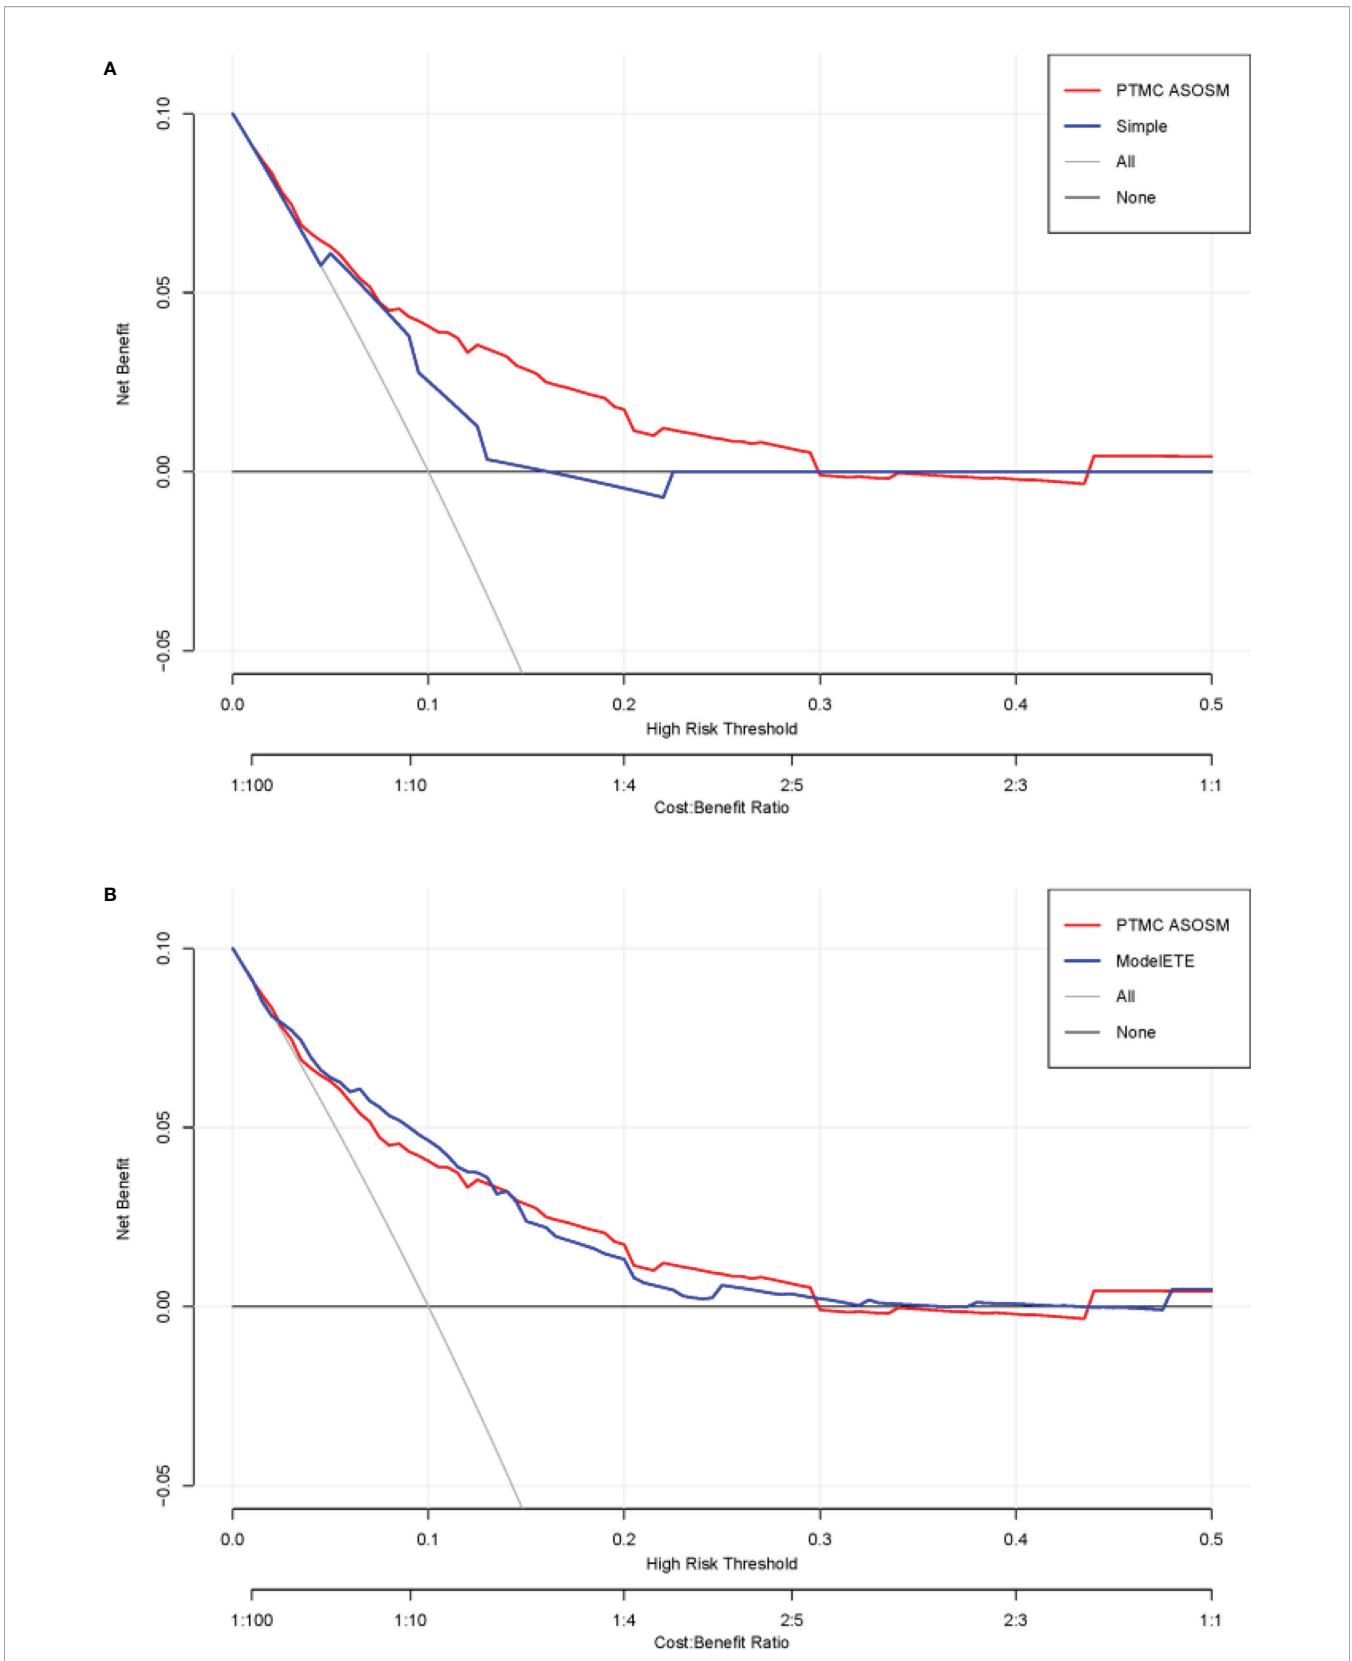 A
PTMC ASOSM
Simple
All
None
0.10
0.05
0.00
−0.05
Net Benefit
0.0 0.1 0.2 0.3 0.4 0.5
High Risk Threshold
1:100 1:10 1:4 2:5 2:3 1:1
Cost:Benefit Ratio
B
PTMC ASOSM
ModelETE
All
None
0.10
0.05
0.00
−0.05
Net Benefit
0.0 0.1 0.2 0.3 0.4 0.5
High Risk Threshold
1:100 1:10 1:4 2:5 2:3 1:1
Cost:Benefit Ratio